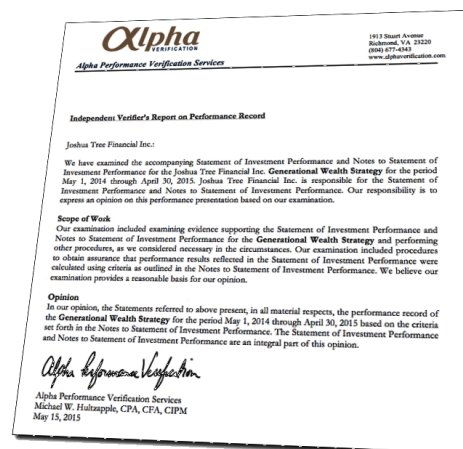 Alpha
VERIFICATION
Alpha Performance Verification Services
1913 Stuart Avenue
Richmond, VA 23220
(804) 677-4343
www.alphaverification.com
Independent Verifier's Report on Performance Record
Joshua Tree Financial Inc.:
We have examined the accompanying Statement of Investment Performance and Notes to Statement of
Investment Performance for the Joshua Tree Financial Inc. Generational Wealth Strategy for the period
May 1, 2014 through April 30, 2015. Joshua Tree Financial Inc. is responsible for the Statement of
Investment Performance and Notes to Statement of Investment Performance. Our responsibility is to
express an opinion on this performance presentation based on our examination.
Scope of Work
Our examination included examining evidence supporting the Statement of Investment Performance and
Notes to Statement of Investment Performance for the Generational Wealth Strategy and performing
other procedures, as we considered necessary in the circumstances. Our examination included procedures
to obtain assurance that performance results reflected in the Statement of Investment Performance were
calculated using criteria as outlined in the Notes to Statement of Investment Performance. We believe our
examination provides a reasonable basis for our opinion.
Opinion
In our opinion, the Statements referred to above present, in all material respects, the performance record of
the Generational Wealth Strategy for the period May 1, 2014 through April 30, 2015 based on the criteria
set forth in the Notes to Statement of Investment Performance. The Statement of Investment Performance
and Notes to Statement of Investment Performance are an integral part of this opinion.
Alpha Performance Verification
Alpha Performance Verification Services
Michael W. Hultzapple, CPA, CFA, CIPM
May 15, 2015